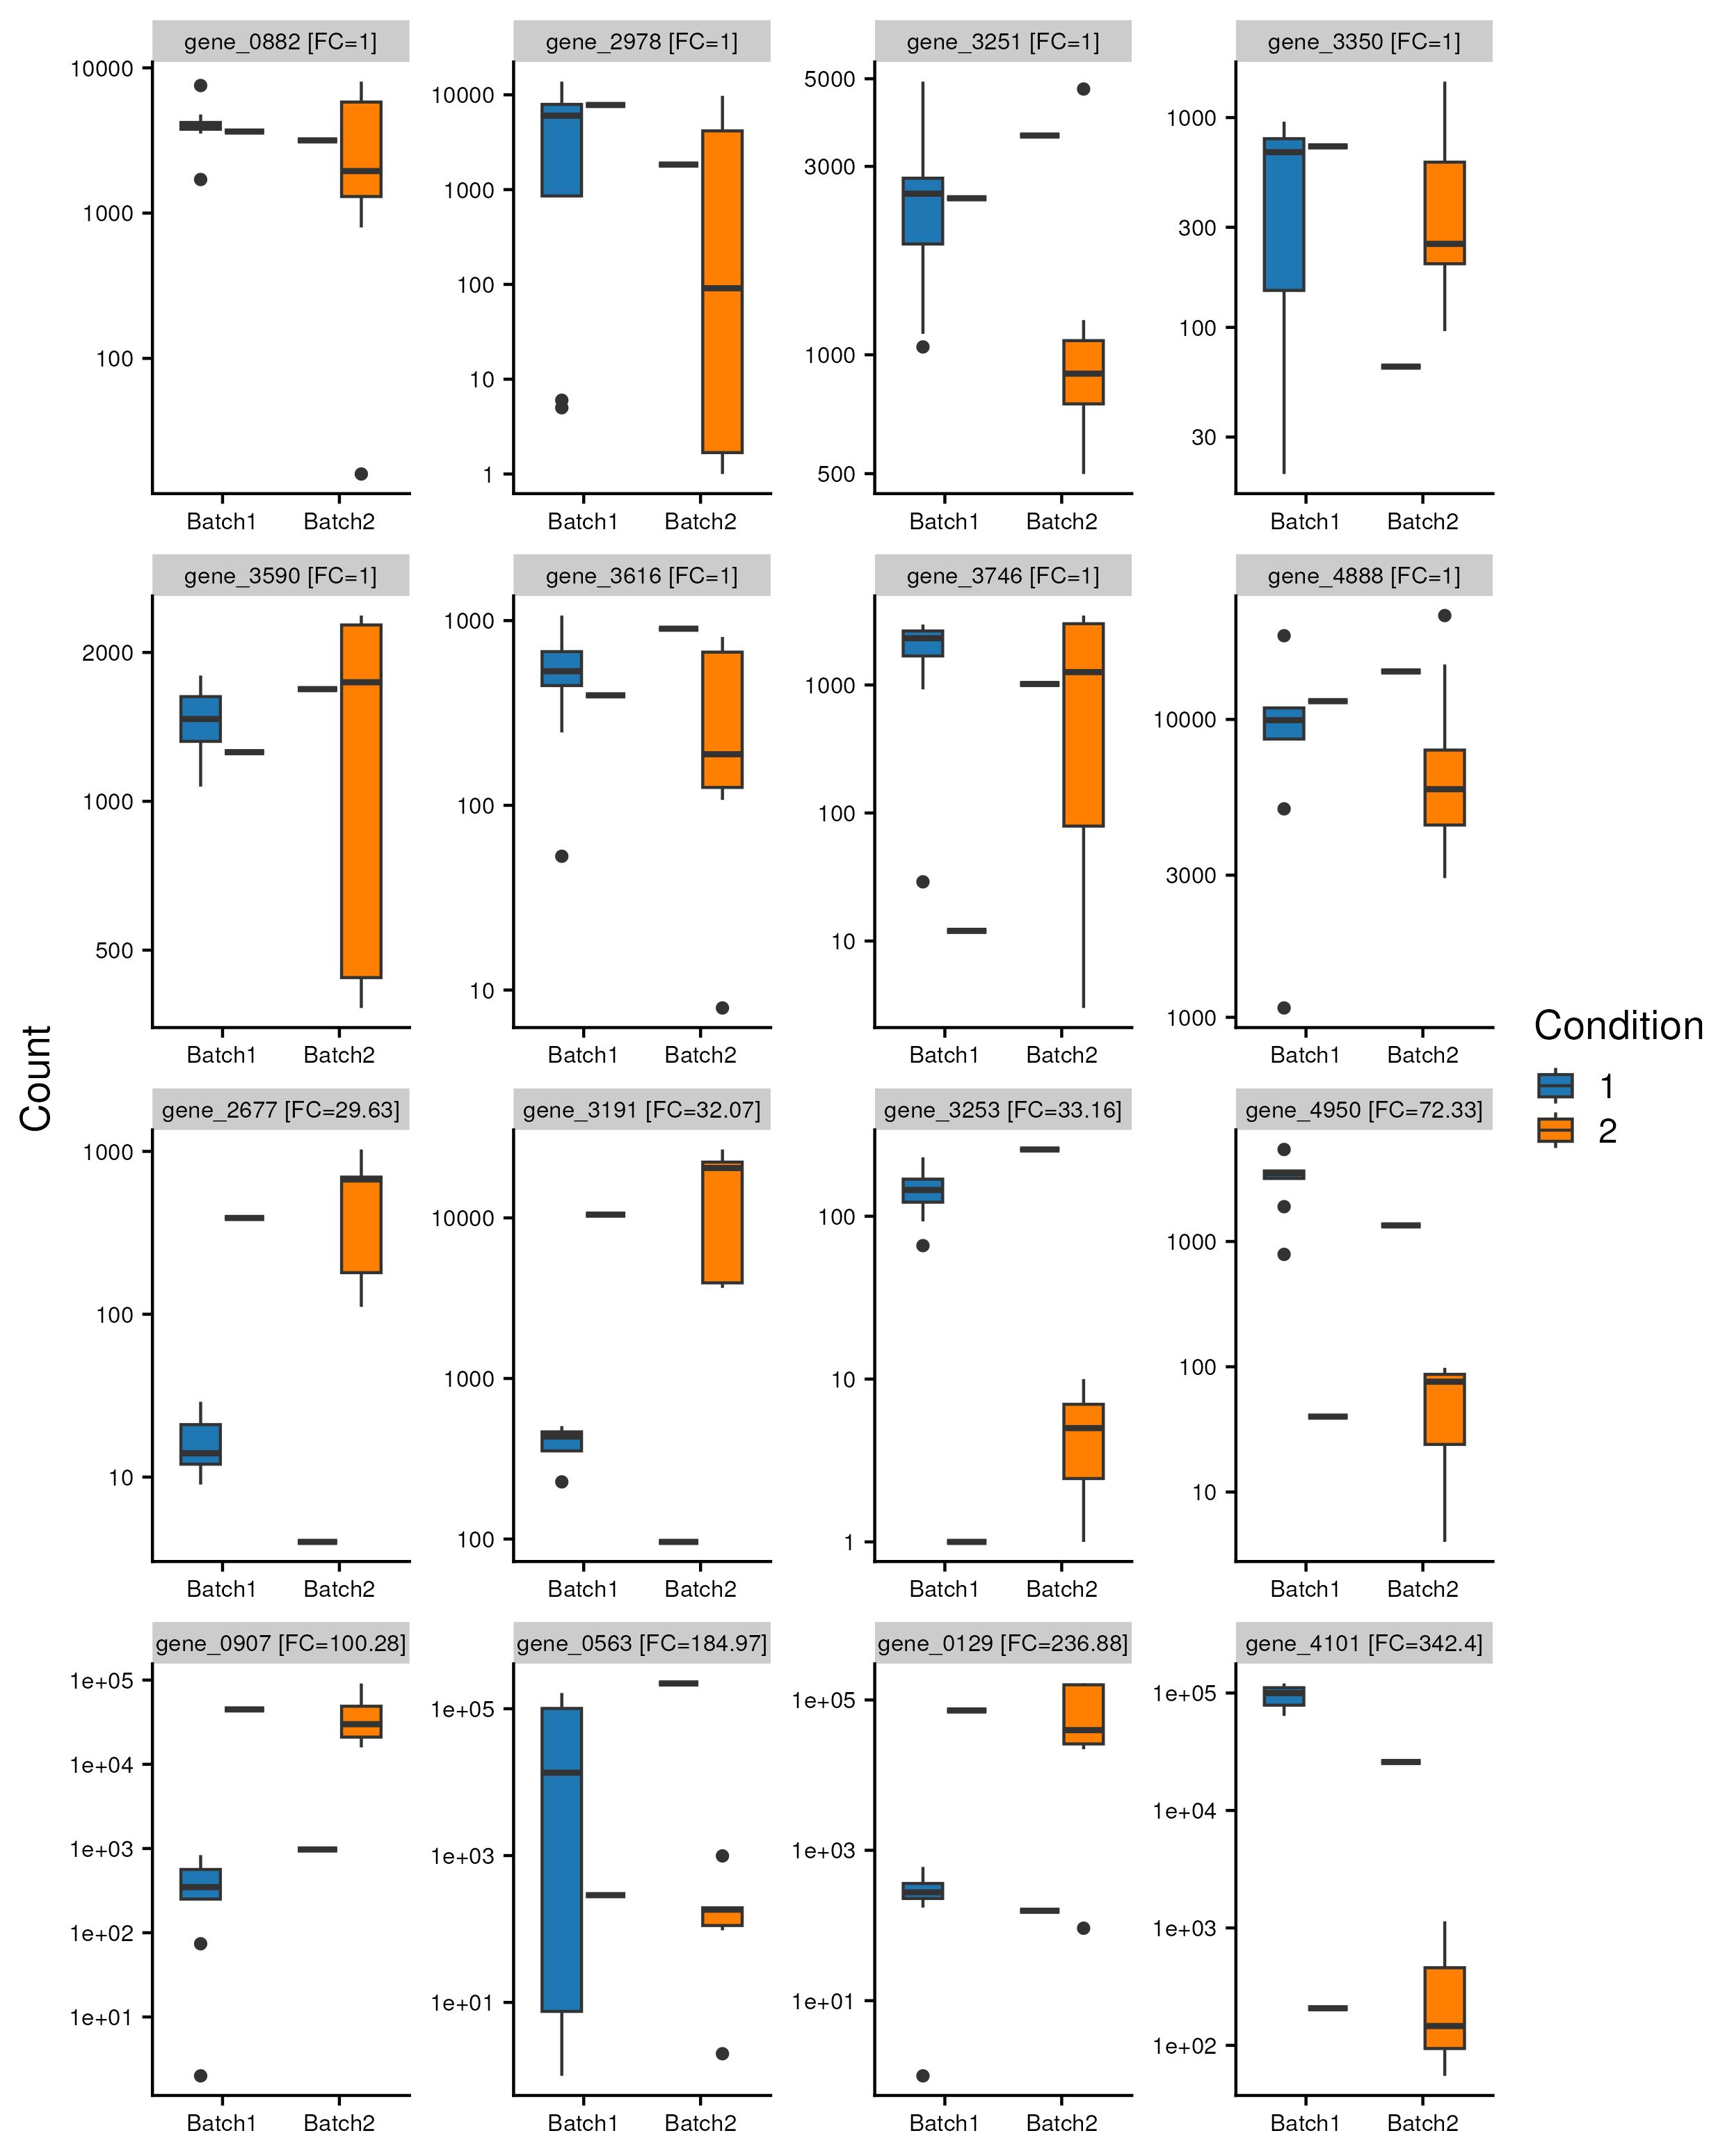 gene_0882 [FC=1]
gene_2978 [FC=1]
gene_3251 [FC=1]
gene_3350 [FC=1]
10000
1000
100
10000
1000
100
10
1
5000
3000
1000
500
1000
300
100
30
Batch1 Batch2
Batch1 Batch2
Batch1 Batch2
Batch1 Batch2
gene_3590 [FC=1]
gene_3616 [FC=1]
gene_3746 [FC=1]
gene_4888 [FC=1]
2000
1000
500
1000
100
10
1000
100
10
10000
3000
1000
Batch1 Batch2
Batch1 Batch2
Batch1 Batch2
Batch1 Batch2
Count
Condition
1
2
gene_2677 [FC=29.63]
gene_3191 [FC=32.07]
gene_3253 [FC=33.16]
gene_4950 [FC=72.33]
1000
100
10
10000
1000
100
100
10
1
1000
100
10
Batch1 Batch2
Batch1 Batch2
Batch1 Batch2
Batch1 Batch2
gene_0907 [FC=100.28]
gene_0563 [FC=184.97]
gene_0129 [FC=236.88]
gene_4101 [FC=342.4]
1e+05
1e+04
1e+03
1e+02
1e+01
1e+05
1e+03
1e+01
1e+05
1e+03
1e+01
1e+05
1e+04
1e+03
1e+02
Batch1 Batch2
Batch1 Batch2
Batch1 Batch2
Batch1 Batch2